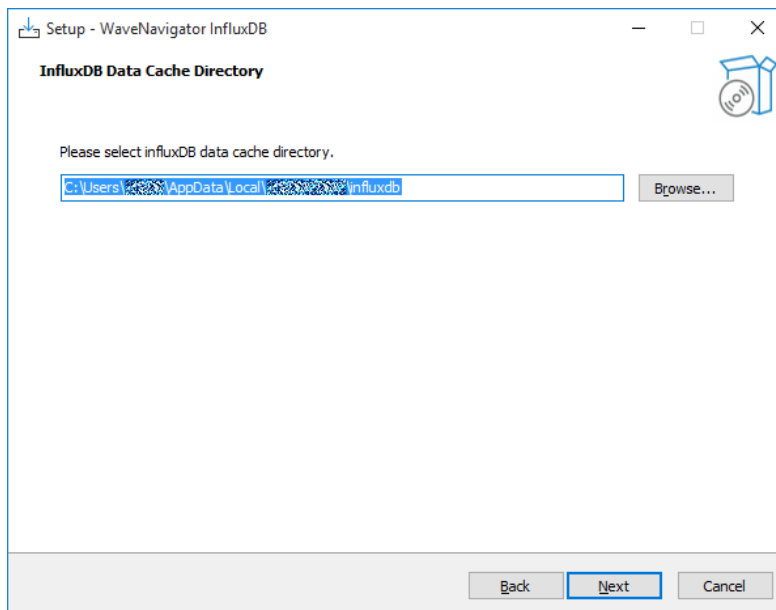 Setup - WaveNavigator InfluxDB
InfluxDB Data Cache Directory
Please select influxDB data cache directory.
C:\Users\ \AppData\Local\ \influxdb
Browse...
Back
Next
Cancel